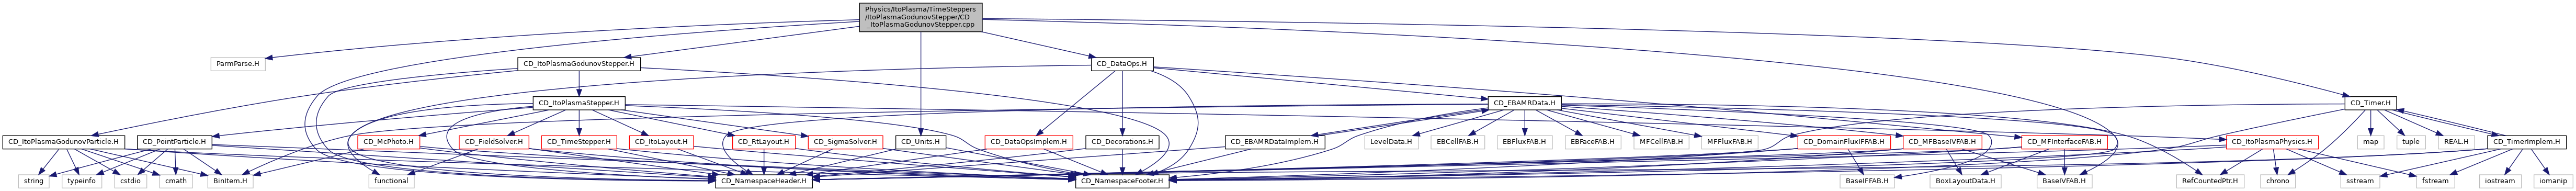 Physics/ItoPlasma/TimeSteppers
/ItoPlasmaGodunovStepper/CD
_ItoPlasmaGodunovStepper.cpp
ParmParse.H
CD_ItoPlasmaGodunovStepper.H
CD_DataOps.H
CD_ItoPlasmaStepper.H
CD_EBAMRData.H
CD_Timer.H
CD_ItoPlasmaGodunovParticle.H
CD_PointParticle.H
CD_McPhoto.H
CD_FieldSolver.H
CD_TimeStepper.H
CD_ItoLayout.H
CD_RtLayout.H
CD_SigmaSolver.H
CD_Units.H
CD_DataOpsImplem.H
CD_Decorations.H
CD_EBAMRDataImplem.H
LevelData.H
EBCellFAB.H
EBFluxFAB.H
EBFaceFAB.H
MFCellFAB.H
MFFluxFAB.H
CD_DomainFluxIFFAB.H
CD_MFBaseIVFAB.H
CD_MFInterfaceFAB.H
CD_ItoPlasmaPhysics.H
map
tuple
REAL.H
CD_TimerImplem.H
string
typeinfo
cstdio
cmath
BinItem.H
functional
CD_NamespaceHeader.H
CD_NamespaceFooter.H
BaseIFFAB.H
BoxLayoutData.H
BaseIVFAB.H
RefCountedPtr.H
chrono
sstream
fstream
iostream
iomanip